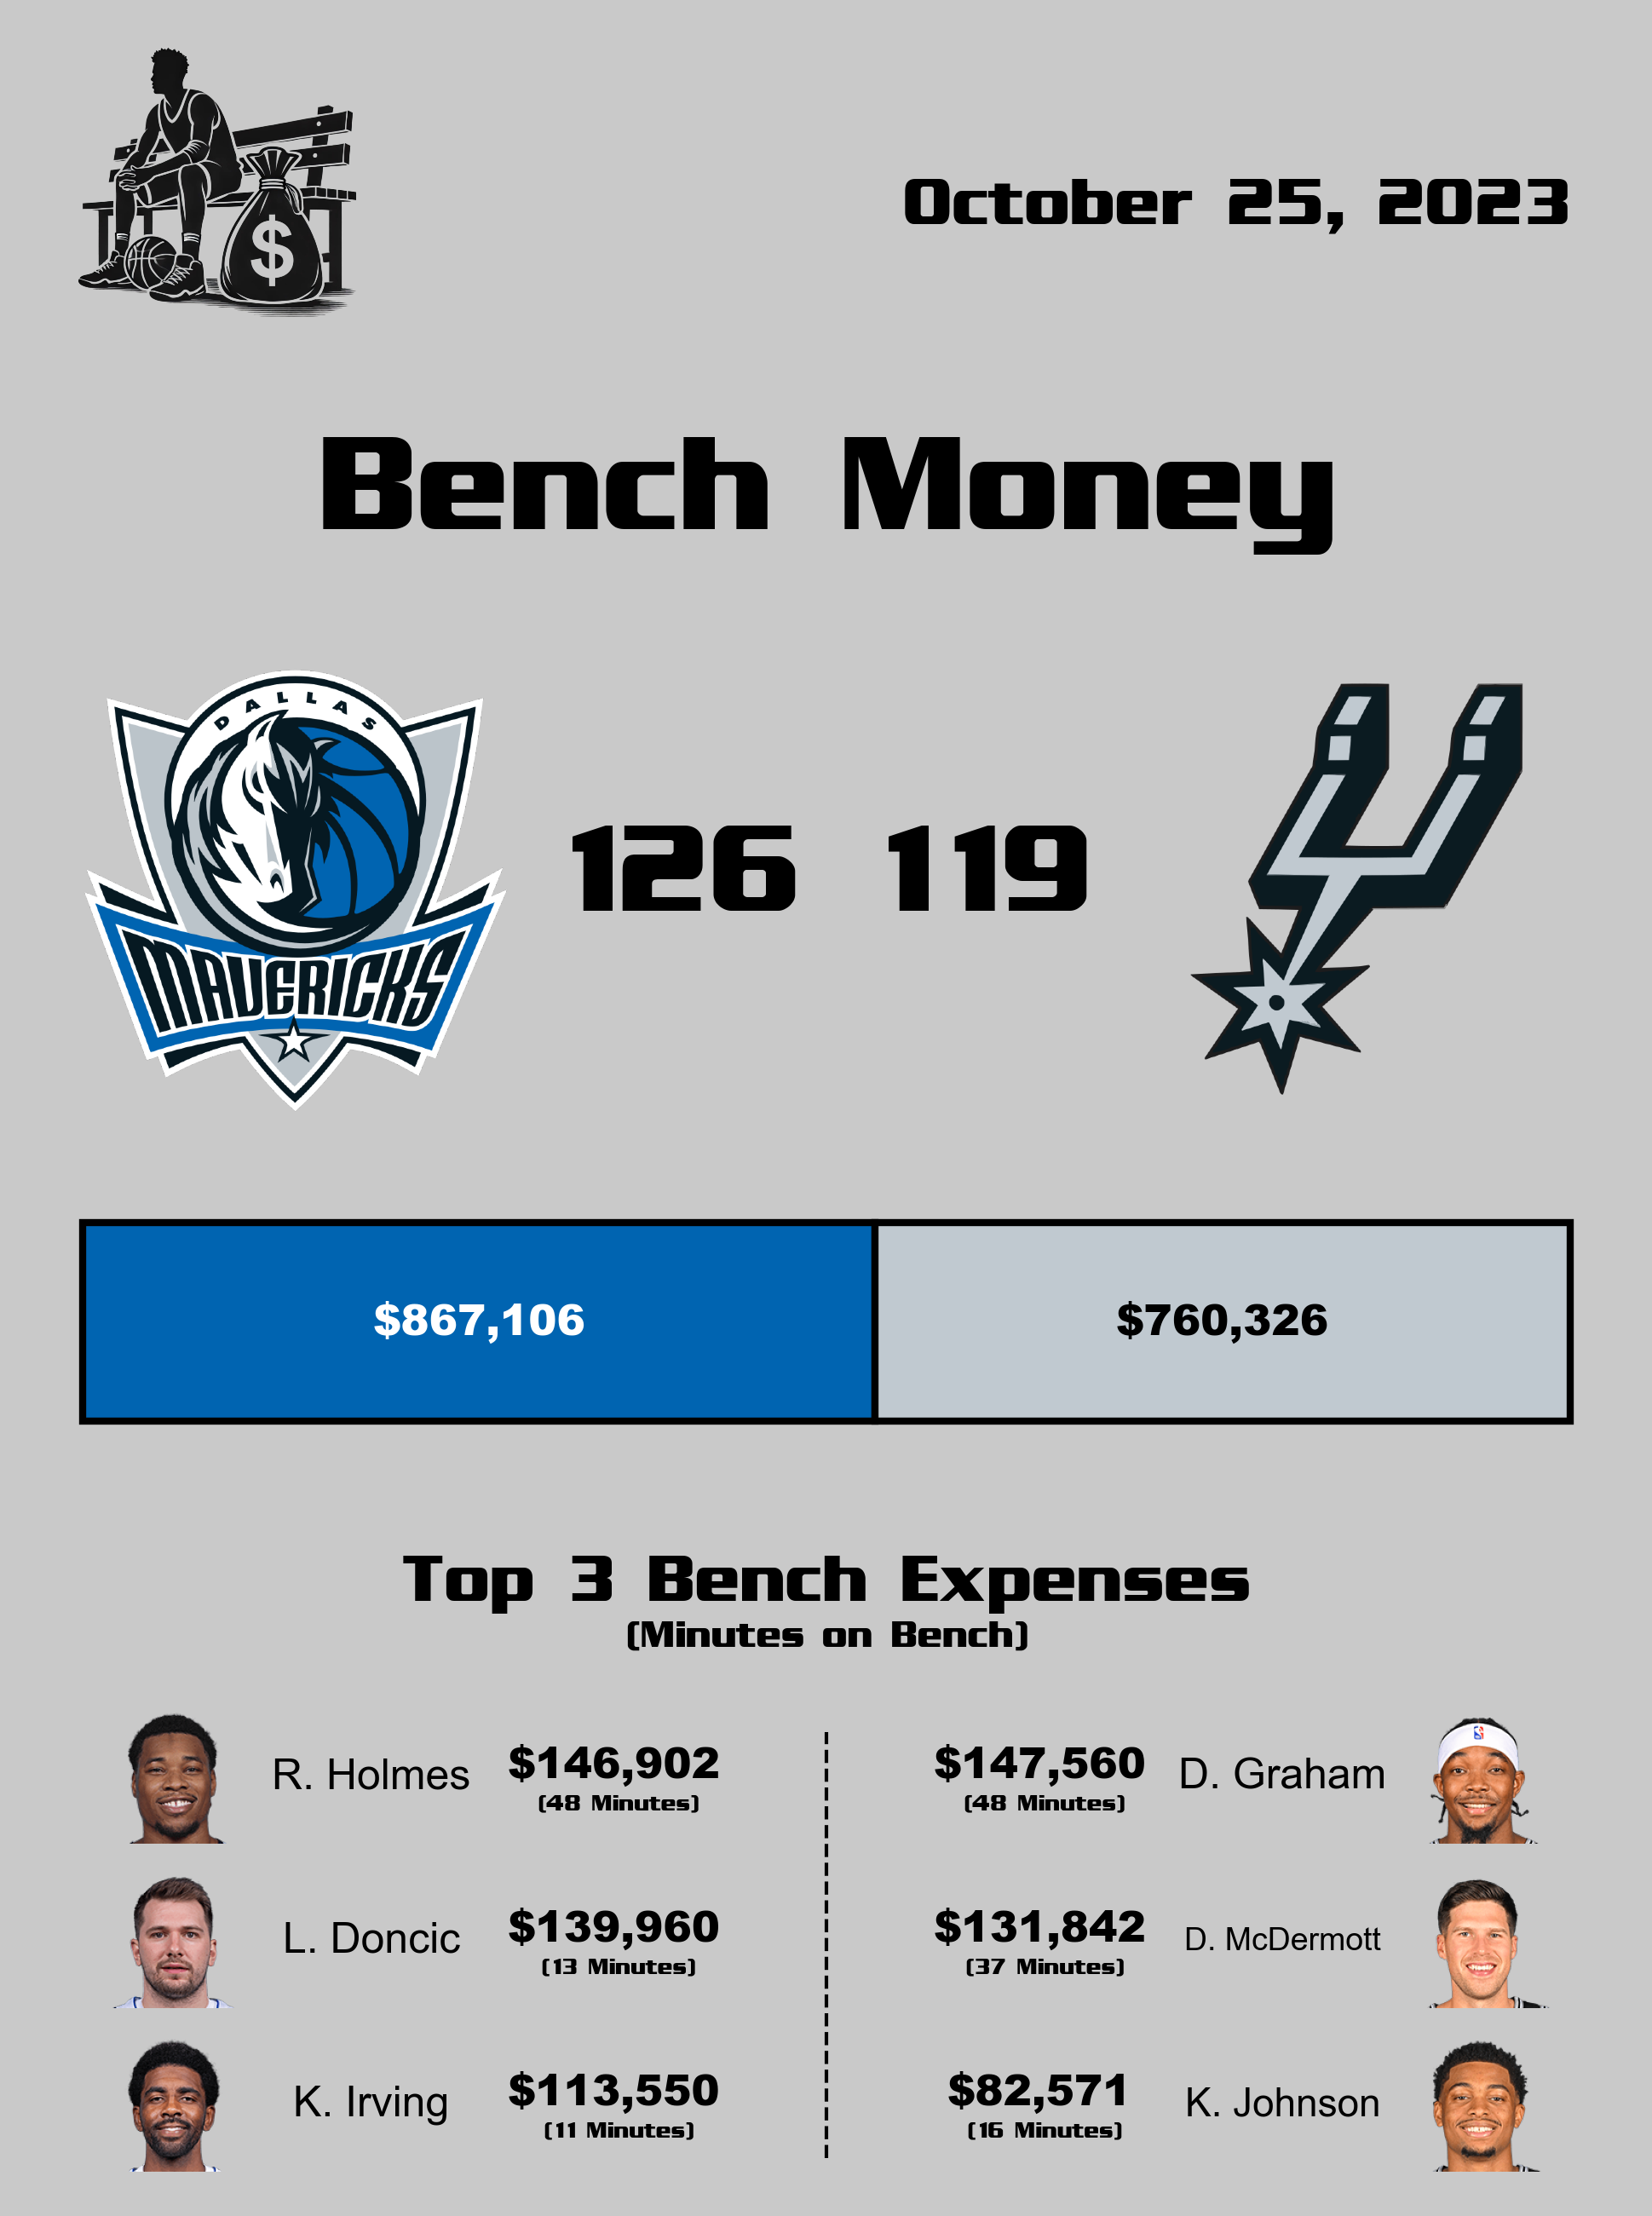 $
October 25, 2023
Bench Money
DALLAS
MAVERICKS
126 119
$867,106 $760,326
Top 3 Bench Expenses
(Minutes on Bench)
R. Holmes $146,902 $147,560 D. Graham
(48 Minutes) (48 Minutes)
L. Doncic $139,960 $131,842 D. McDermott
(13 Minutes) (37 Minutes)
K. Irving $113,550 $82,571 K. Johnson
(11 Minutes) (16 Minutes)